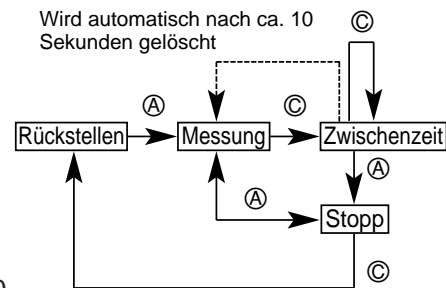 Wird automatisch nach ca. 10
Sekunden gelöscht
Ⓒ
Ⓐ Ⓒ
Rückstellen Messung Zwischenzeit
Ⓐ
Ⓐ
Stopp
Ⓒ